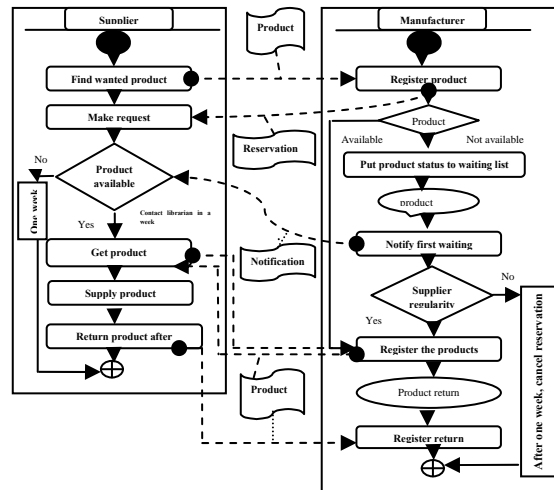 Supplier
Find wanted product
Make request
No
Product
available
One week
Yes
Contact librarian in a
week
Get product
Supply product
Return product after
Product
Reservation
Notification
Product
Manufacturer
Register product
Product
Available
Not available
Put product status to waiting list
product
Notify first waiting
No
Supplier
regularity
Yes
Register the products
Product return
Register return
After one week, cancel reservation